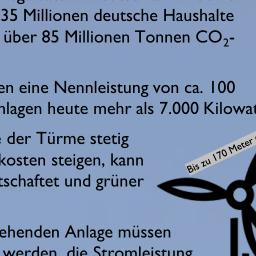 35 Millionen deutsche Haushalte
über 85 Millionen Tonnen CO₂-
en eine Nennleistung von ca. 100
nlagen heute mehr als 7.000 Kilowat
e der Türme stetig
kosten steigen, kann
tschaftet und grüner
Bis zu 170 Meter
ehenden Anlage müssen
werden, die Stromleistung